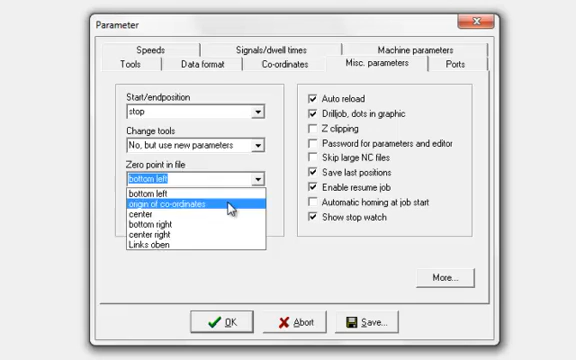 Parameter
Speeds
Signals/dwell times
Machine parameters
Tools
Data format
Co-ordinates
Misc. parameters
Ports
Start/endposition
stop
Change tools
No, but use new parameters
Zero point in file
bottom left
bottom left
origin of co-ordinates
center
bottom right
center right
Links oben
Auto reload
Drilljob, dots in graphic
Z clipping
Password for parameters and editor
Skip large NC files
Save last positions
Enable resume job
Automatic homing at job start
Show stop watch
More...
OK
Abort
Save...